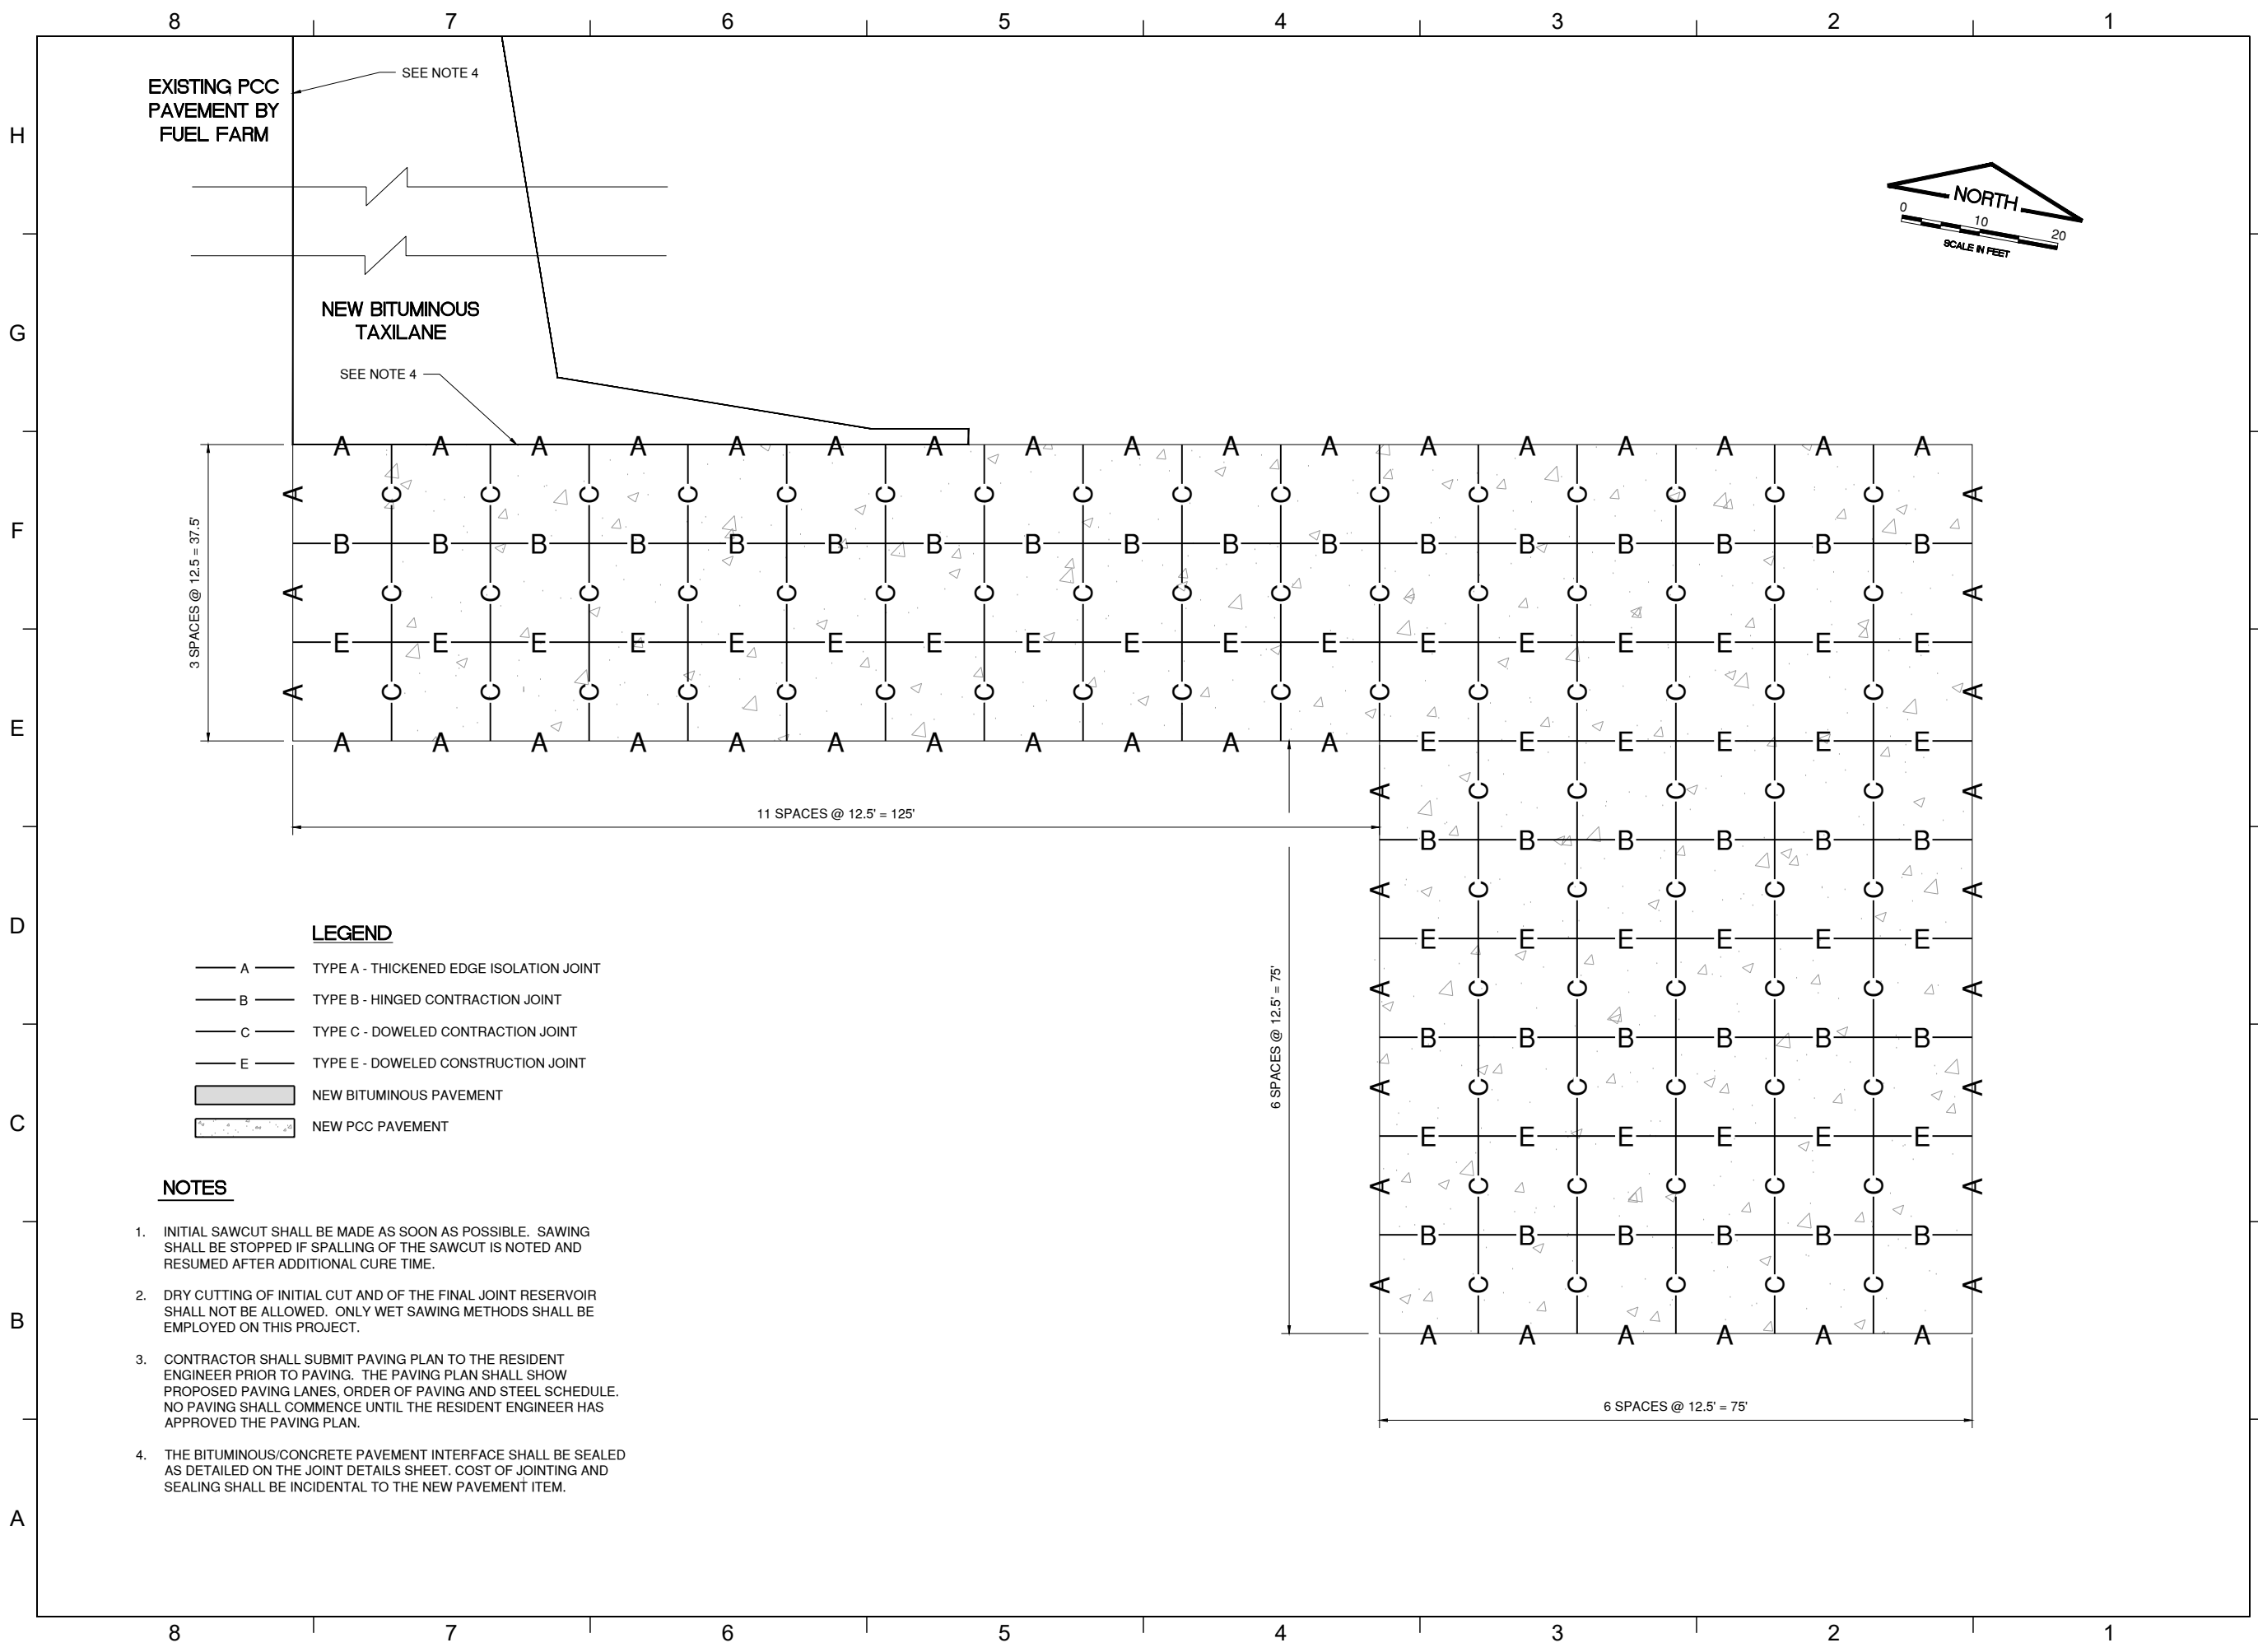 8 7 6 5 4 3 2 1
H
G
F
E
D
C
B
A
EXISTING PCC
PAVEMENT BY
FUEL FARM
SEE NOTE 4
NORTH
0 10 20
SCALE IN FEET
NEW BITUMINOUS
TAXILANE
SEE NOTE 4
A A A A A A A A A A A A A A A A A
A C C C C C C C C C C C C C C C C A
B B B B B B B B B B B B B B B B B
3 SPACES @ 12.5 = 37.5'
A C C C C C C C C C C C C C C C C A
E E E E E E E E E E E E E E E E E
A C C C C C C C C C C C C C C C C A
A A A A A A A A A A A E E E E E E
A C C C C C A
11 SPACES @ 12.5' = 125'
B B B B B B
A C C C C C A
E E E E E E
A C C C C C A
6 SPACES @ 12.5' = 75'
B B B B B B
A C C C C C A
E E E E E E
A C C C C C A
B B B B B B
A C C C C C A
A A A A A A
6 SPACES @ 12.5' = 75'
LEGEND
A TYPE A - THICKENED EDGE ISOLATION JOINT
B TYPE B - HINGED CONTRACTION JOINT
C TYPE C - DOWELED CONTRACTION JOINT
E TYPE E - DOWELED CONSTRUCTION JOINT
NEW BITUMINOUS PAVEMENT
NEW PCC PAVEMENT
NOTES
1. INITIAL SAWCUT SHALL BE MADE AS SOON AS POSSIBLE. SAWING
SHALL BE STOPPED IF SPALLING OF THE SAWCUT IS NOTED AND
RESUMED AFTER ADDITIONAL CURE TIME.
2. DRY CUTTING OF INITIAL CUT AND OF THE FINAL JOINT RESERVOIR
SHALL NOT BE ALLOWED. ONLY WET SAWING METHODS SHALL BE
EMPLOYED ON THIS PROJECT.
3. CONTRACTOR SHALL SUBMIT PAVING PLAN TO THE RESIDENT
ENGINEER PRIOR TO PAVING. THE PAVING PLAN SHALL SHOW
PROPOSED PAVING LANES, ORDER OF PAVING AND STEEL SCHEDULE.
NO PAVING SHALL COMMENCE UNTIL THE RESIDENT ENGINEER HAS
APPROVED THE PAVING PLAN.
4. THE BITUMINOUS/CONCRETE PAVEMENT INTERFACE SHALL BE SEALED
AS DETAILED ON THE JOINT DETAILS SHEET. COST OF JOINTING AND
SEALING SHALL BE INCIDENTAL TO THE NEW PAVEMENT ITEM.
8 7 6 5 4 3 2 1